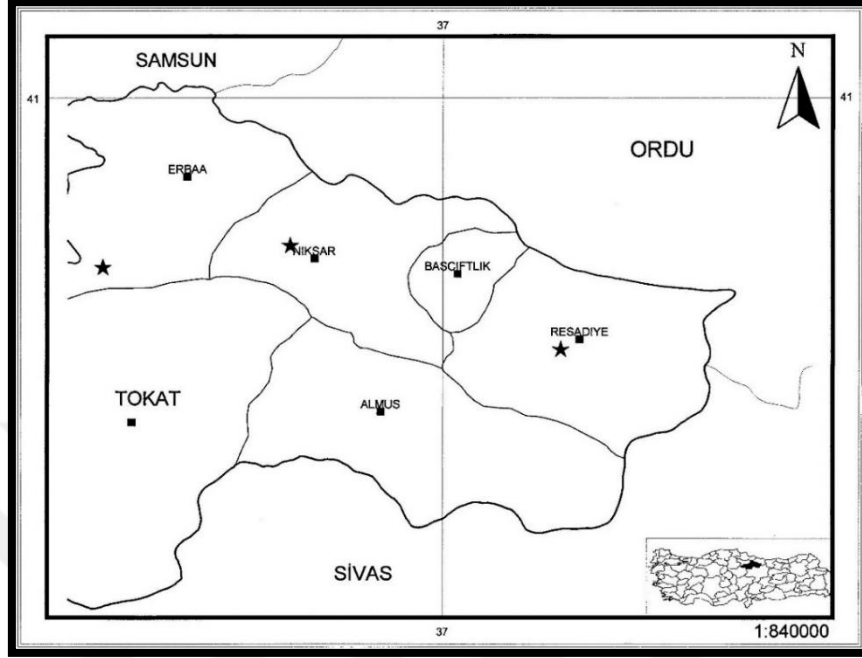 37
SAMSUN
N
41
41
ORDU
ERBAA
NIKSAR
BASCIFTLIK
RESADIYE
TOKAT
ALMUS
SİVAS
37
1:840000